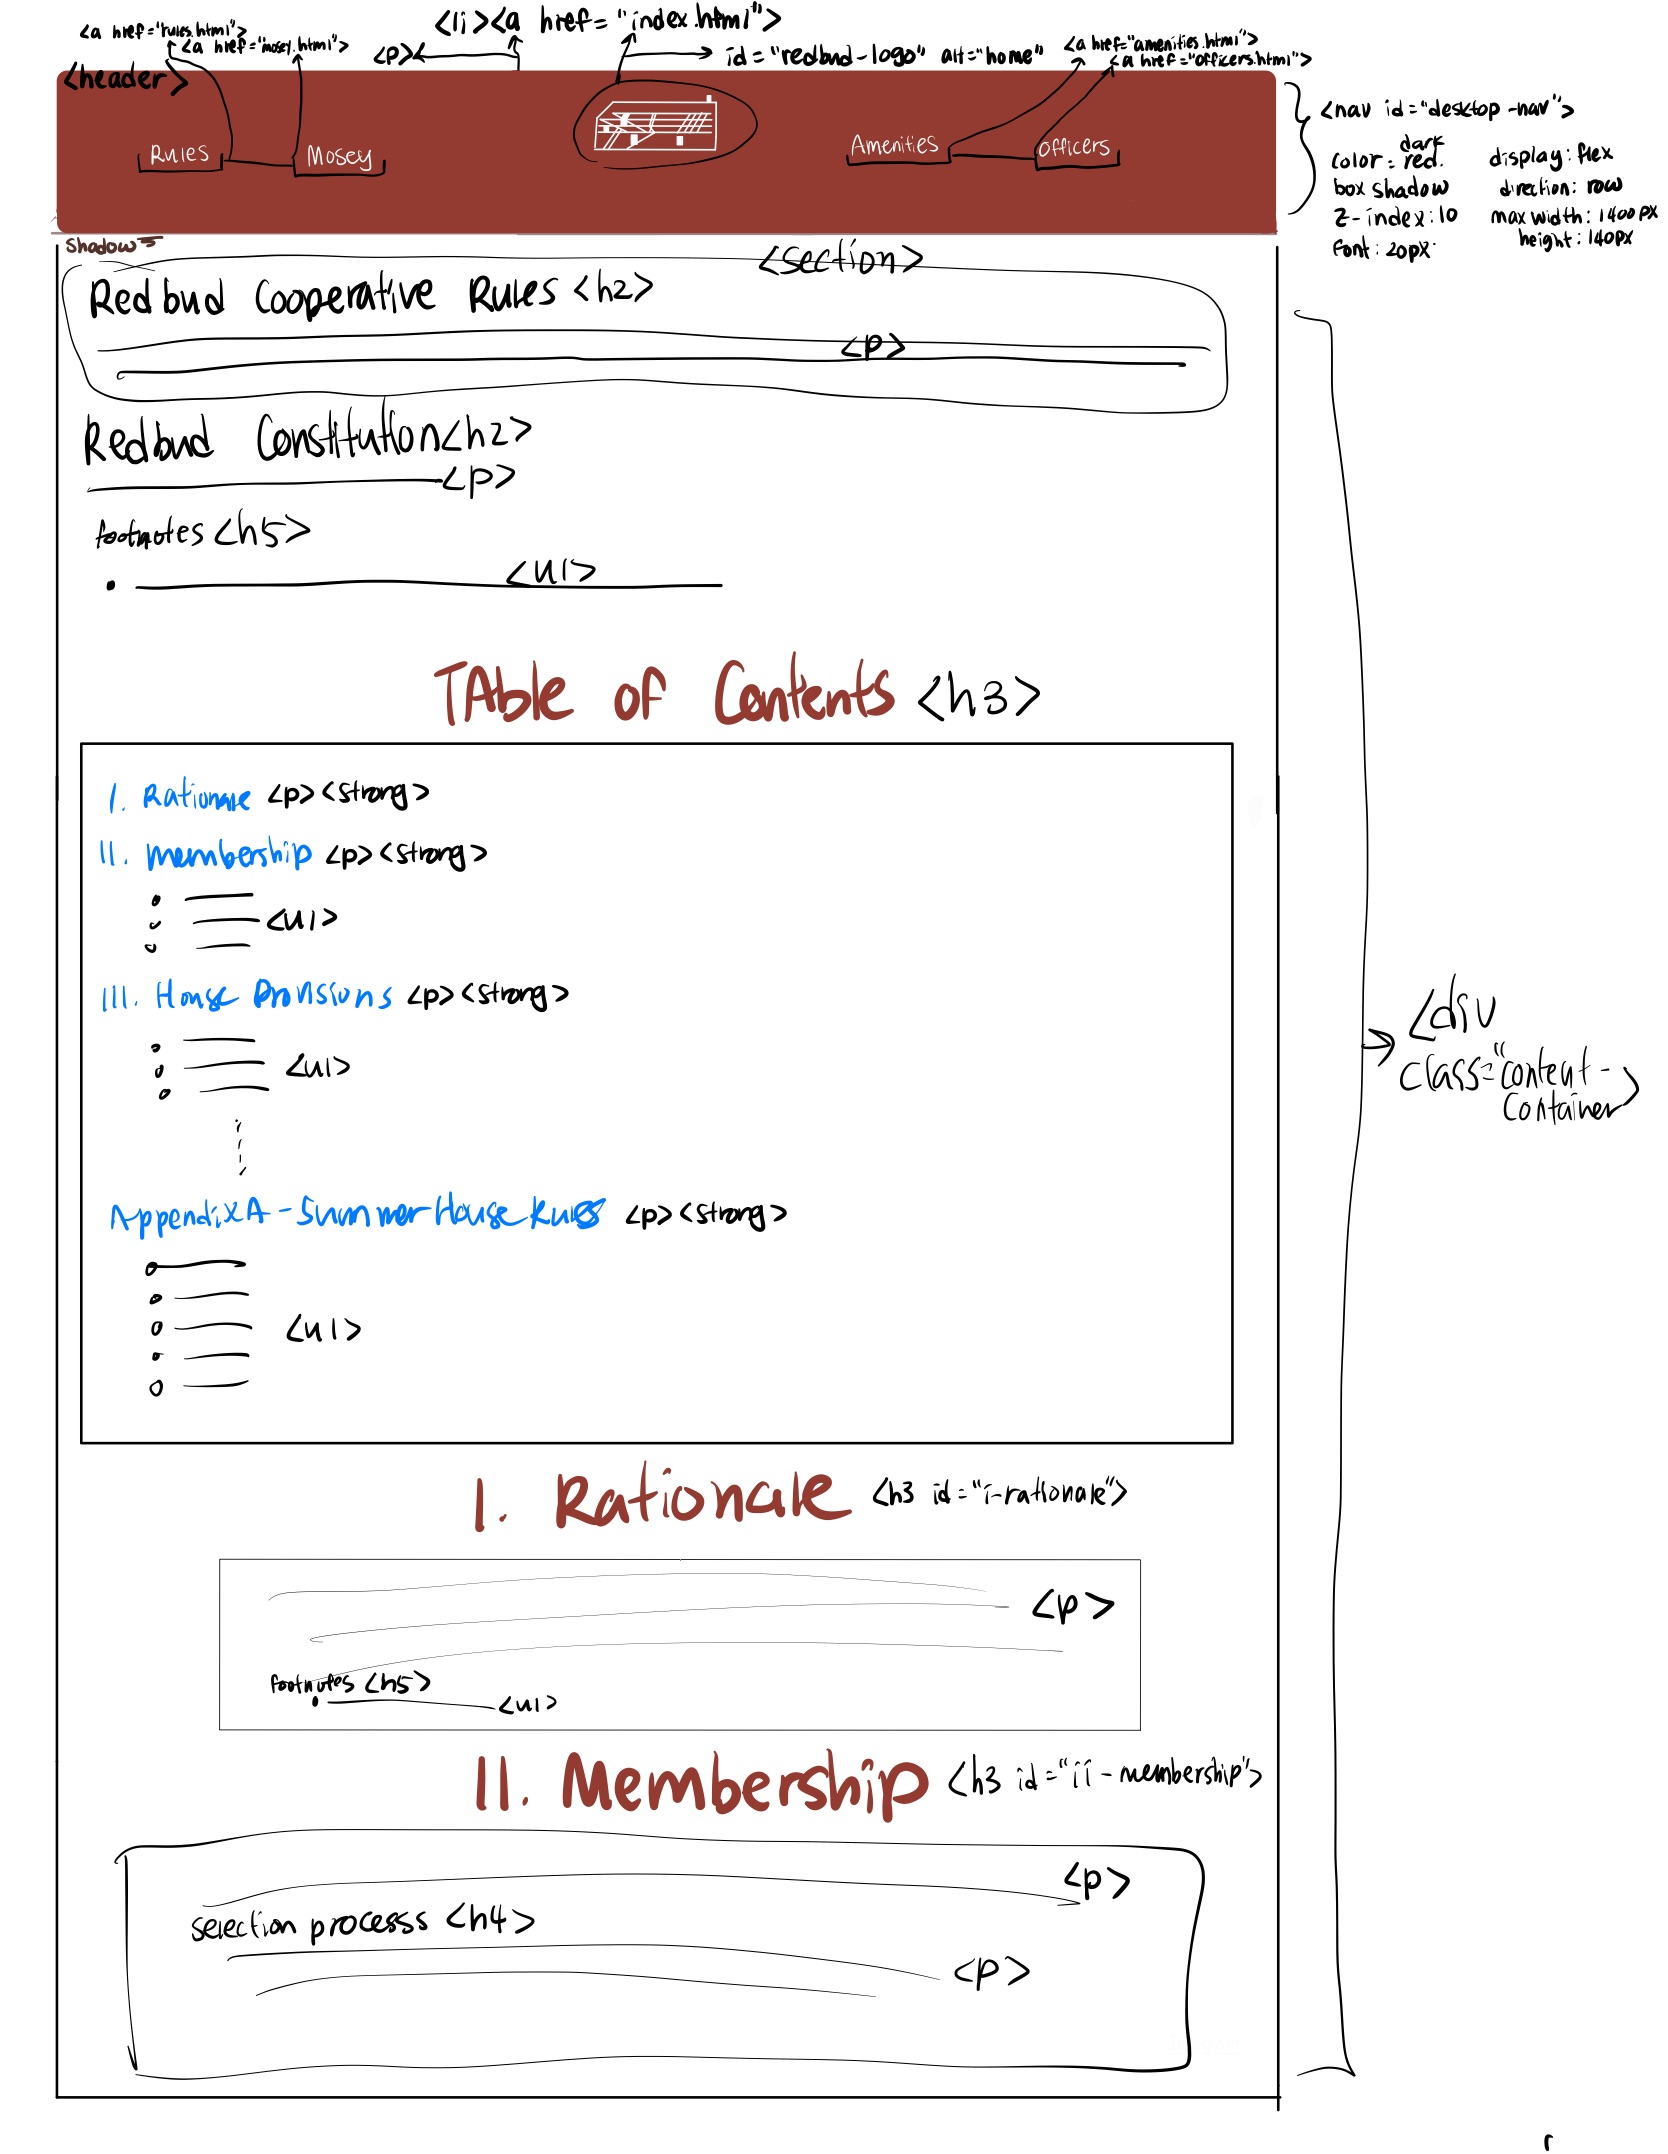 <a href="rules.html">
<a href="mosey.html">
<li><a href="index.html">
<p>
id="redbud-logo" alt="home"
<a href="amenities.html">
<a href="officers.html">
<header>
Rules
Mosey
Amenities
officers
<nav id="desktop-nav">
color: dark red.
box shadow
z-index: 10
font: 20px
display: flex
direction: row
max width: 1400px
height: 140px
Shadow
<section>
Redbud Cooperative Rules <h2>
<p>
Redbud Constitution <h2>
<p>
footnotes <h5>
<ul>
TAble of Contents <h3>
I. Rationale <p><strong>
II. membership <p><strong>
<ul>
III. House Provisions <p><strong>
<ul>
Appendix A - Summer House Rules <p><strong>
<ul>
<div
class="content-
container>
I. Rationale <h3 id="i-rationale">
<p>
footnotes <h5>
<ul>
II. Membership <h3 id="ii-membership">
<p>
selection processs <h4>
<p>